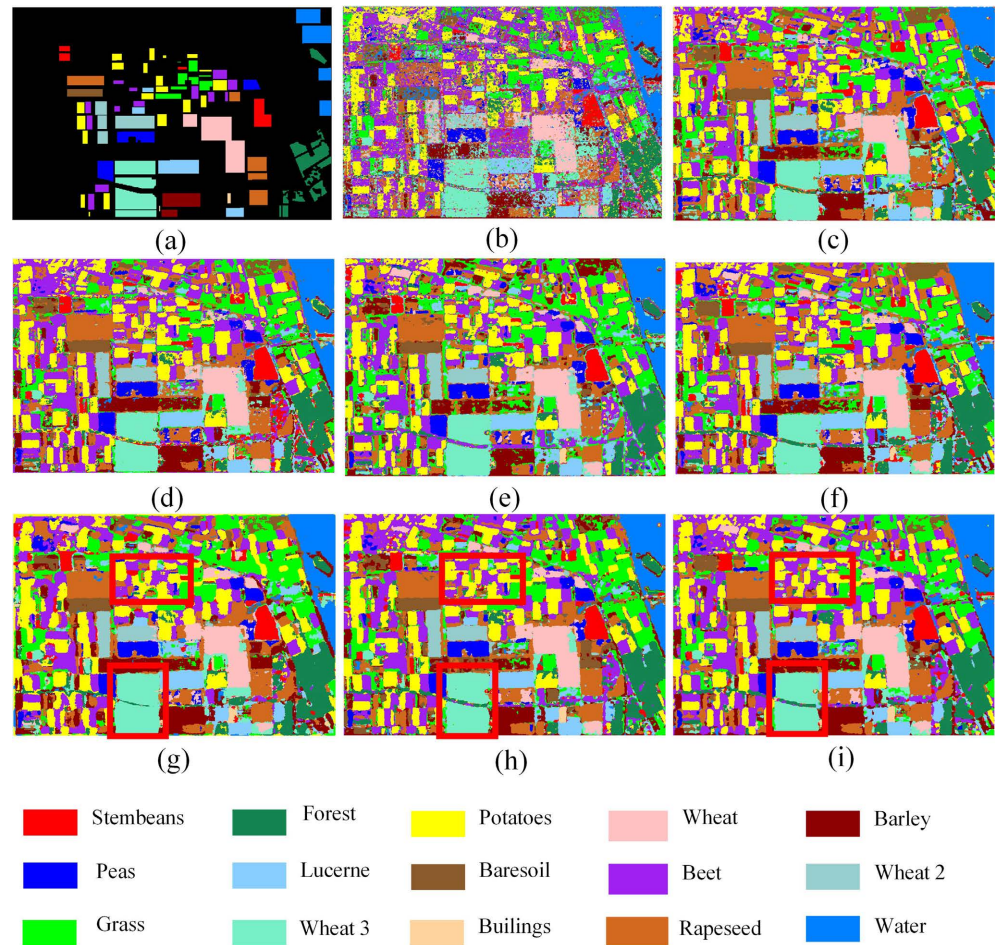 (a)
(b)
(c)
(d)
(e)
(f)
(g)
(h)
(i)
Stembeans Forest Potatoes Wheat Barley
Peas Lucerne Baresoil Beet Wheat 2
Grass Wheat 3 Builings Rapeseed Water